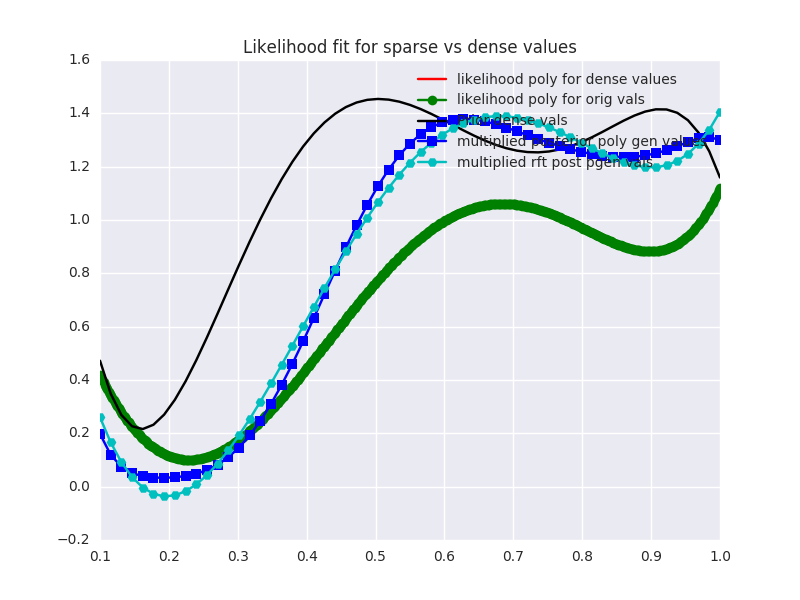 Likelihood fit for sparse vs dense values
1.6
1.4
1.2
1.0
0.8
0.6
0.4
0.2
0.0
−0.2
likelihood poly for dense values
likelihood poly for orig vals
dense vals
multiplied posterior poly gen vals
multiplied rft post pgen vals
0.1 0.2 0.3 0.4 0.5 0.6 0.7 0.8 0.9 1.0